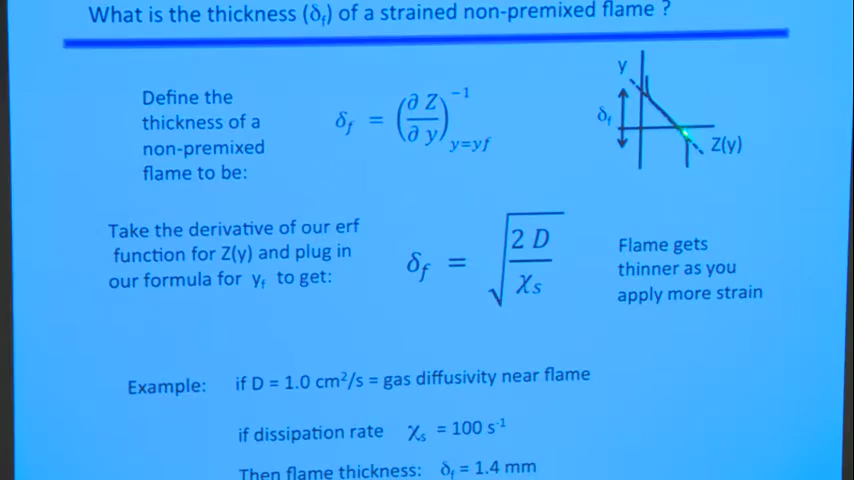 What is the thickness (δf) of a strained non-premixed flame ?
Define the
thickness of a
non-premixed
flame to be:
δf = (∂Z/∂y)⁻¹ y=yf
y
δf
Z(y)
Take the derivative of our erf
function for Z(y) and plug in
our formula for yf to get:
δf = √(2 D / χs)
Flame gets
thinner as you
apply more strain
Example: if D = 1.0 cm²/s = gas diffusivity near flame
if dissipation rate χs = 100 s⁻¹
Then flame thickness: δf = 1.4 mm